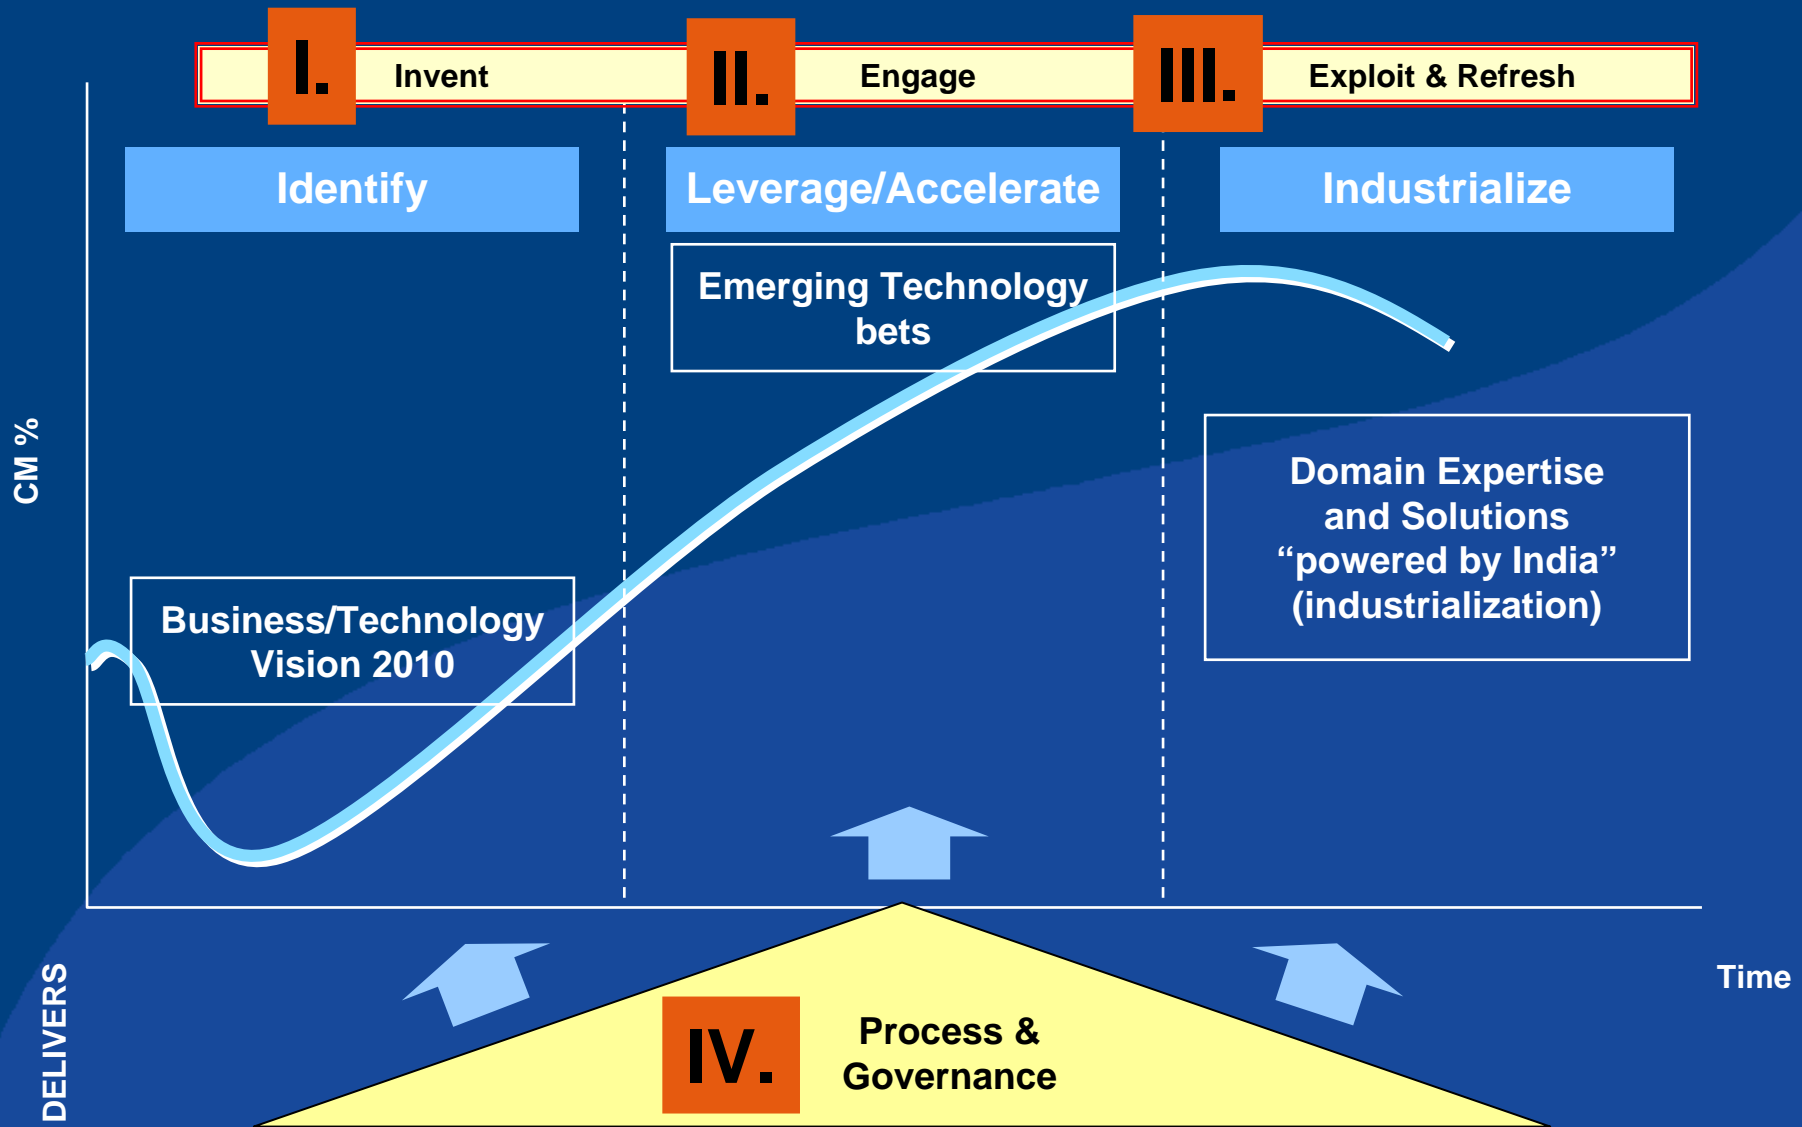 I.
Invent
II.
Engage
III.
Exploit & Refresh
Identify
Leverage/Accelerate
Industrialize
Emerging Technology
bets
CM %
Domain Expertise
and Solutions
“powered by India”
(industrialization)
Business/Technology
Vision 2010
Time
DELIVERS
IV.
Process &
Governance